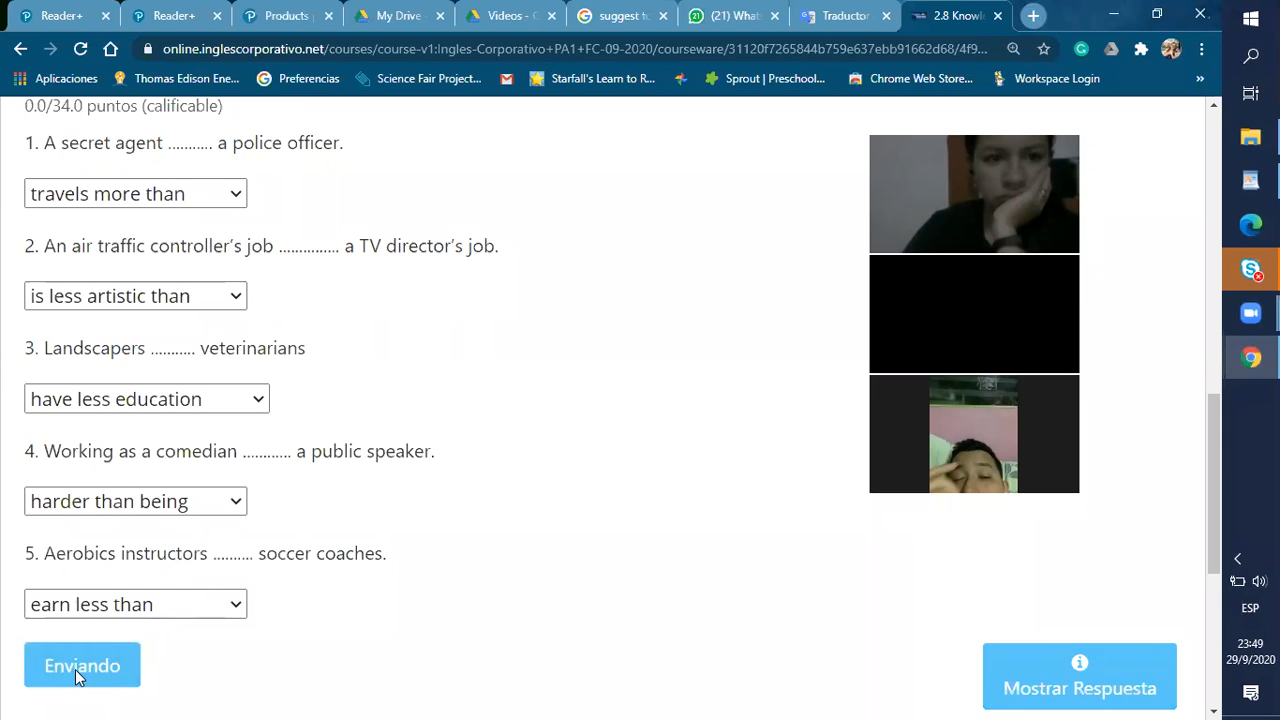 Reader+
Reader+
Products
My Drive -
Videos - G
suggest to
(21) What
Traductor
2.8 Knowl
online.inglescorporativo.net/courses/course-v1:Ingles-Corporativo+PA1+FC-09-2020/courseware/31120f7265844b759e637ebb91662d68/4f9...
Aplicaciones
Thomas Edison Ene...
Preferencias
Science Fair Project...
Starfall's Learn to R...
Sprout | Preschool...
Chrome Web Store...
Workspace Login
»
0.0/34.0 puntos (calificable)
1. A secret agent ........... a police officer.
travels more than
2. An air traffic controller's job ............... a TV director's job.
is less artistic than
3. Landscapers ........... veterinarians
have less education
4. Working as a comedian ............ a public speaker.
harder than being
5. Aerobics instructors .......... soccer coaches.
earn less than
Enviando
Mostrar Respuesta
ESP
23:49
29/9/2020